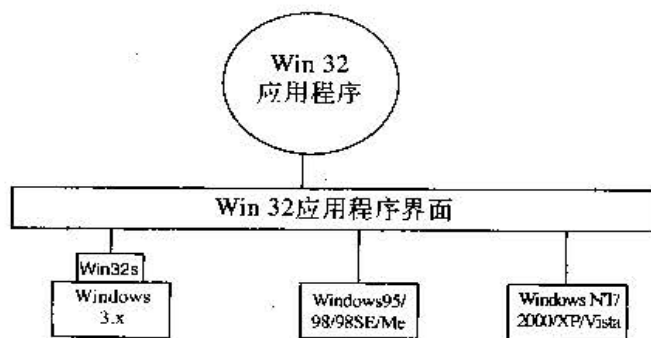 Win 32
应用程序
Win 32应用程序界面
Win32s
Windows
3.x
Windows95/
98/98SE/Me
Windows NT/
2000/XP/Vista